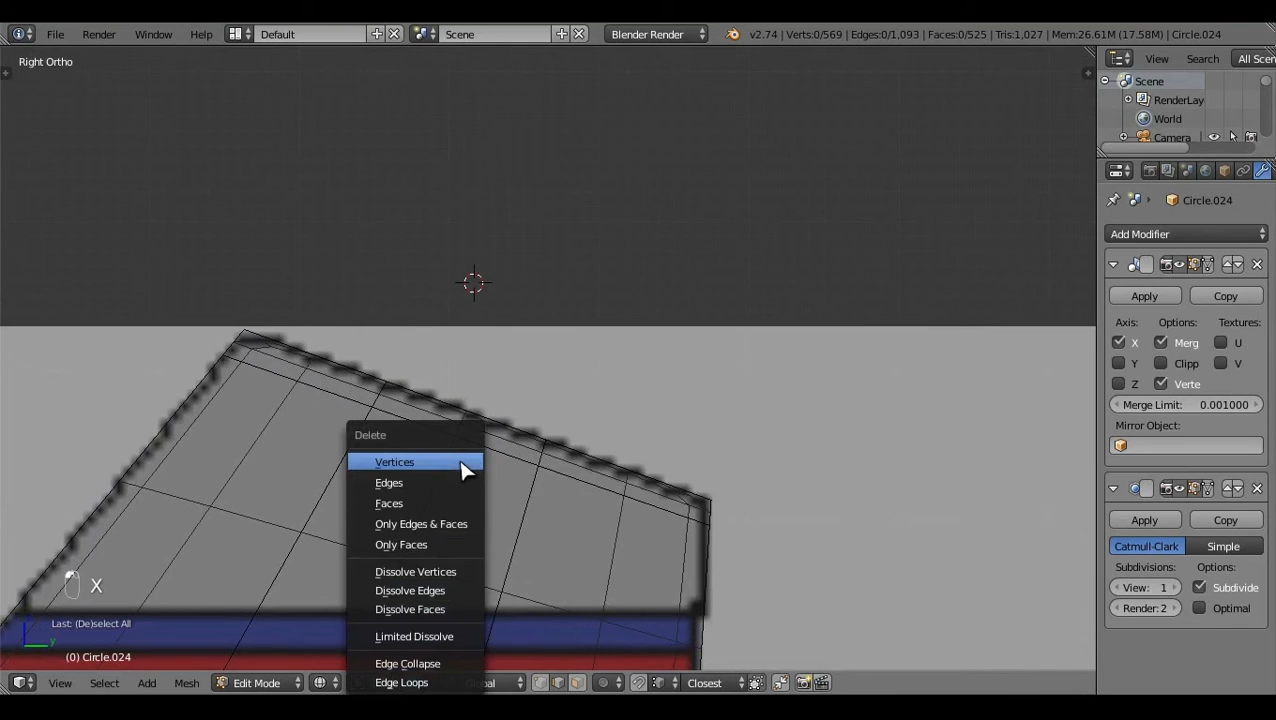 File Render Window Help Default Scene Blender Render v2.74 | Verts:0/569 | Edges:0/1,093 | Faces:0/525 | Tris:1,027 | Mem:26.61M (17.58M) | Circle.024
Right Ortho
View Search All Scen
Scene
RenderLay
World
Camera
Circle.024
Add Modifier
Apply Copy
Axis: Options: Textures:
X Merg U
Y Clipp V
Z Verte
Merge Limit: 0.001000
Mirror Object:
Apply Copy
Catmull-Clark Simple
Subdivisions: Options:
View: 1 Subdivide
Render: 2 Optimal
Delete
Vertices
Edges
Faces
Only Edges & Faces
Only Faces
Dissolve Vertices
Dissolve Edges
Dissolve Faces
Limited Dissolve
Edge Collapse
Edge Loops
X
Last: (De)select All
y
(0) Circle.024
View Select Add Mesh Edit Mode Global Closest